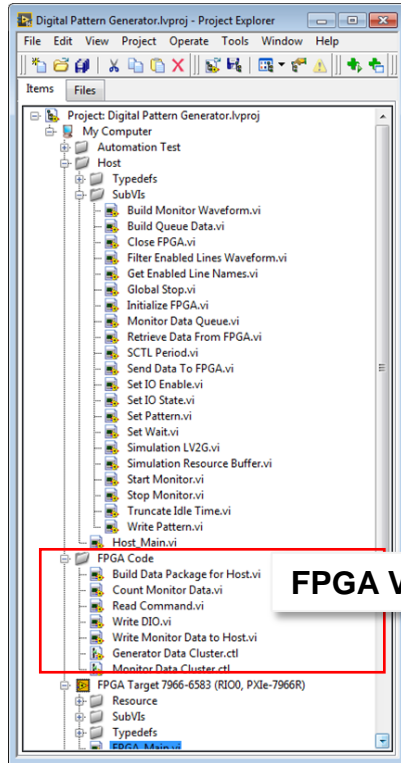 Digital Pattern Generator.lvproj - Project Explorer
File Edit View Project Operate Tools Window Help
Items Files
Project: Digital Pattern Generator.lvproj
My Computer
Automation Test
Host
Typedefs
SubVIs
Build Monitor Waveform.vi
Build Queue Data.vi
Close FPGA.vi
Filter Enabled Lines Waveform.vi
Get Enabled Line Names.vi
Global Stop.vi
Initialize FPGA.vi
Monitor Data Queue.vi
Retrieve Data From FPGA.vi
SCTL Period.vi
Send Data To FPGA.vi
Set IO Enable.vi
Set IO State.vi
Set Pattern.vi
Set Wait.vi
Simulation LV2G.vi
Simulation Resource Buffer.vi
Start Monitor.vi
Stop Monitor.vi
Truncate Idle Time.vi
Write Pattern.vi
Host_Main.vi
FPGA Code
Build Data Package for Host.vi
FPGA V
Count Monitor Data.vi
Read Command.vi
Write DIO.vi
Write Monitor Data to Host.vi
Generator Data Cluster.ctl
Monitor Data Cluster.ctl
FPGA Target 7966-6583 (RIO0, PXIe-7966R)
Resource
SubVIs
Typedefs
FPGA_Main.vi